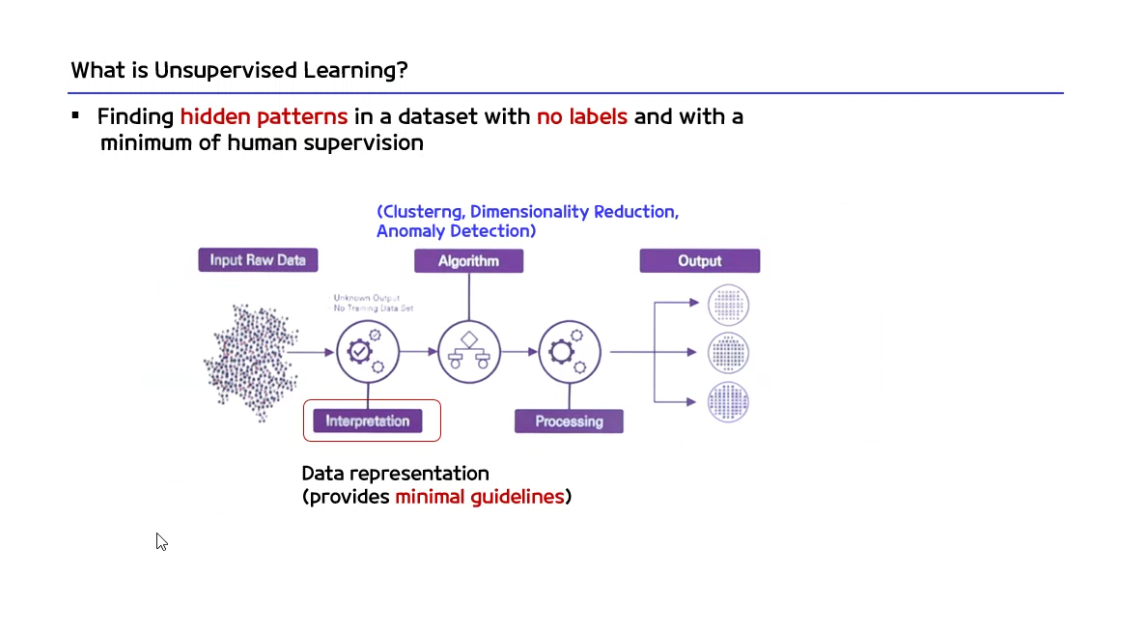 What is Unsupervised Learning?
▪ Finding hidden patterns in a dataset with no labels and with a
minimum of human supervision
(Clusterng, Dimensionality Reduction,
Anomaly Detection)
Input Raw Data
Algorithm
Output
Unknown Output
No Training Data Set
Interpretation
Processing
Data representation
(provides minimal guidelines)